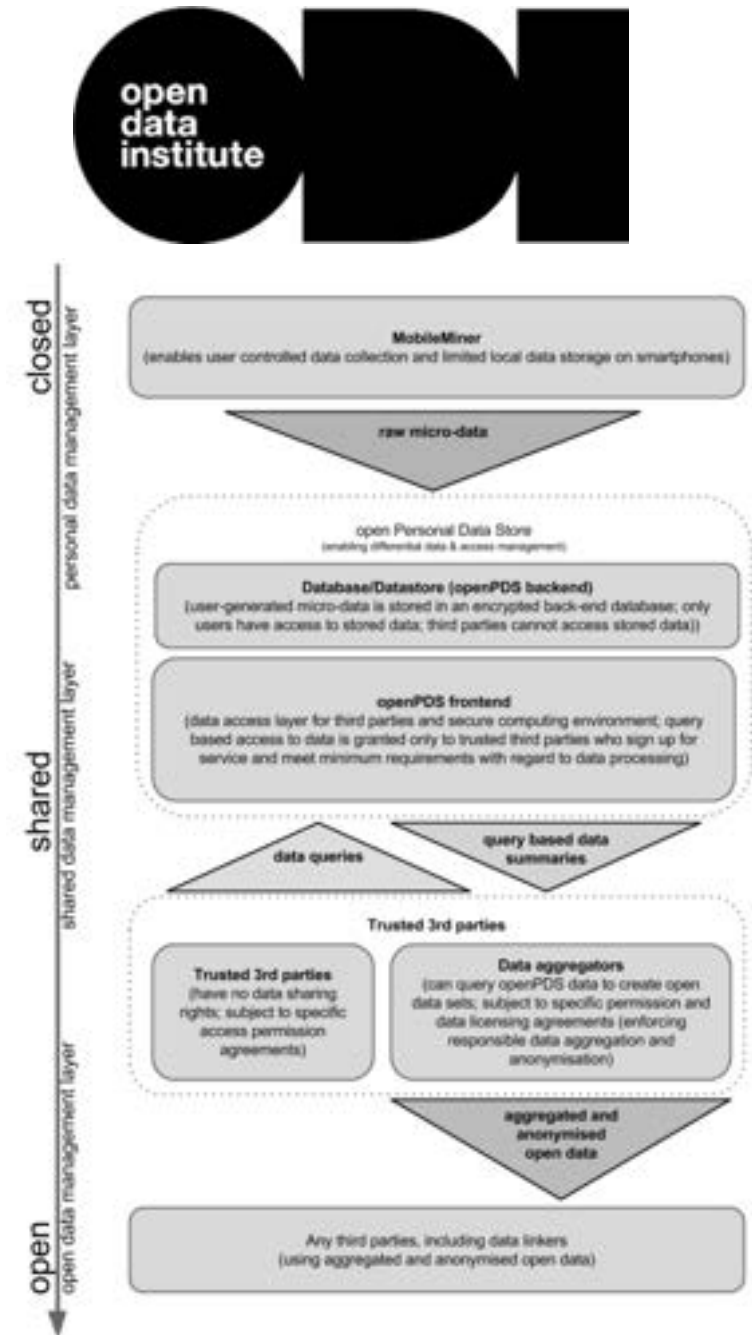 open
data
institute
closed
personal data management layer
MobileMiner
(enables user controlled data collection and limited local data storage on smartphones)
raw micro-data
open Personal Data Store
(enabling differential data & access management)
Database/Datastore (openPDS backend)
(user-generated micro-data is stored in an encrypted back-end database; only
users have access to stored data; third parties cannot access stored data))
shared
shared data management layer
openPDS frontend
(data access layer for third parties and secure computing environment; query
based access to data is granted only to trusted third parties who sign up for
service and meet minimum requirements with regard to data processing)
data queries
query based data
summaries
Trusted 3rd parties
Trusted 3rd parties
(have no data sharing
rights; subject to specific
access permission
agreements)
Data aggregators
(can query openPDS data to create open
data sets; subject to specific permission and
data licensing agreements (enforcing
responsible data aggregation and
anonymisation)
open
open data management layer
aggregated and
anonymised
open data
Any third parties, including data linkers
(using aggregated and anonymised open data)